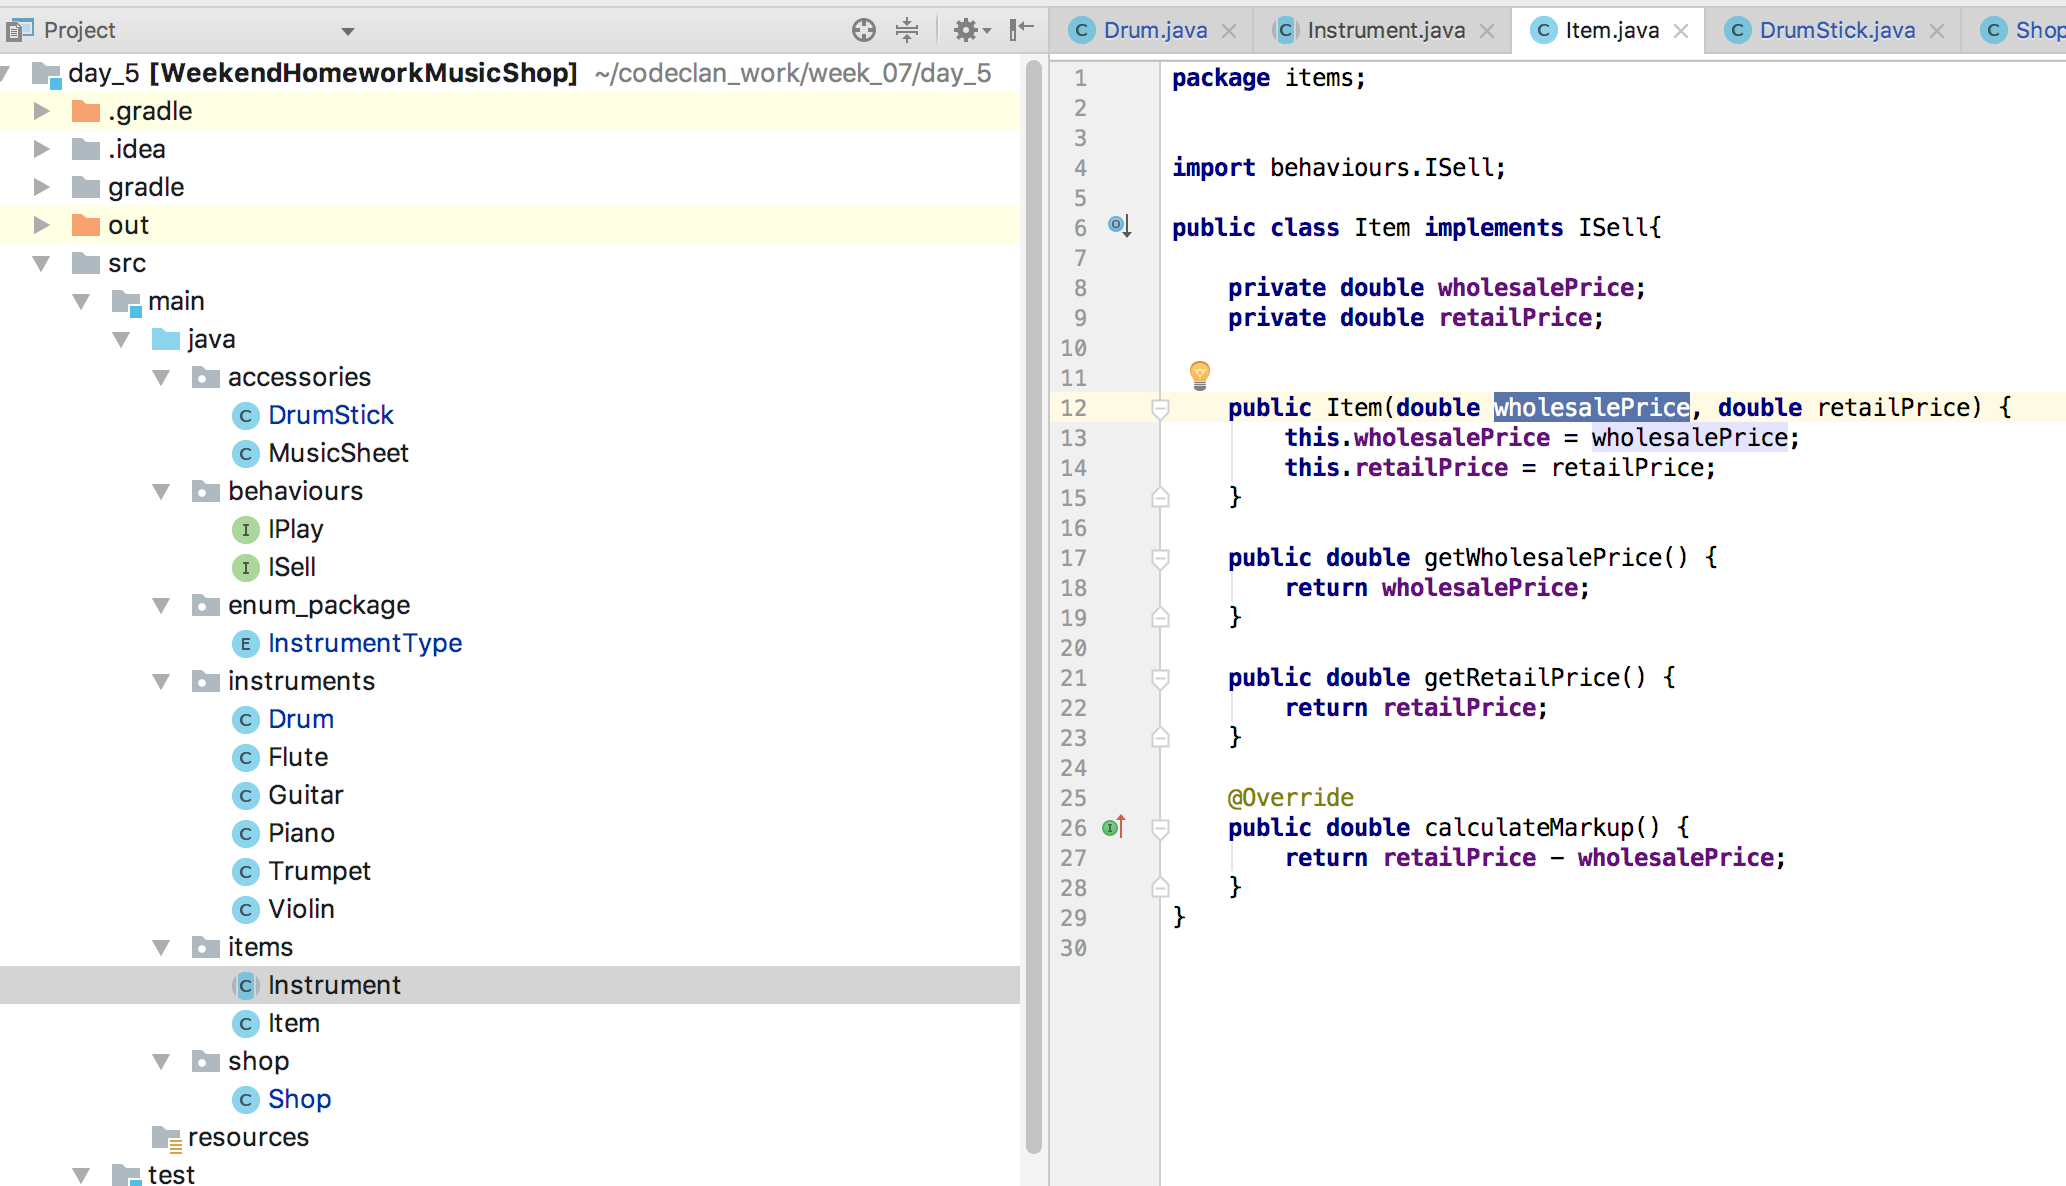 Project
day_5 [WeekendHomeworkMusicShop] ~/codeclan_work/week_07/day_5
.gradle
.idea
gradle
out
src
main
java
accessories
C DrumStick
C MusicSheet
behaviours
I IPlay
I ISell
enum_package
E InstrumentType
instruments
C Drum
C Flute
C Guitar
C Piano
C Trumpet
C Violin
items
C Instrument
C Item
shop
C Shop
resources
test
C Drum.java C Instrument.java C Item.java C DrumStick.java C Shop
1 package items;
2
3
4 import behaviours.ISell;
5
6 public class Item implements ISell{
7
8 private double wholesalePrice;
9 private double retailPrice;
10
11
12 public Item(double wholesalePrice, double retailPrice) {
13 this.wholesalePrice = wholesalePrice;
14 this.retailPrice = retailPrice;
15 }
16
17 public double getWholesalePrice() {
18 return wholesalePrice;
19 }
20
21 public double getRetailPrice() {
22 return retailPrice;
23 }
24
25 @Override
26 public double calculateMarkup() {
27 return retailPrice - wholesalePrice;
28 }
29 }
30